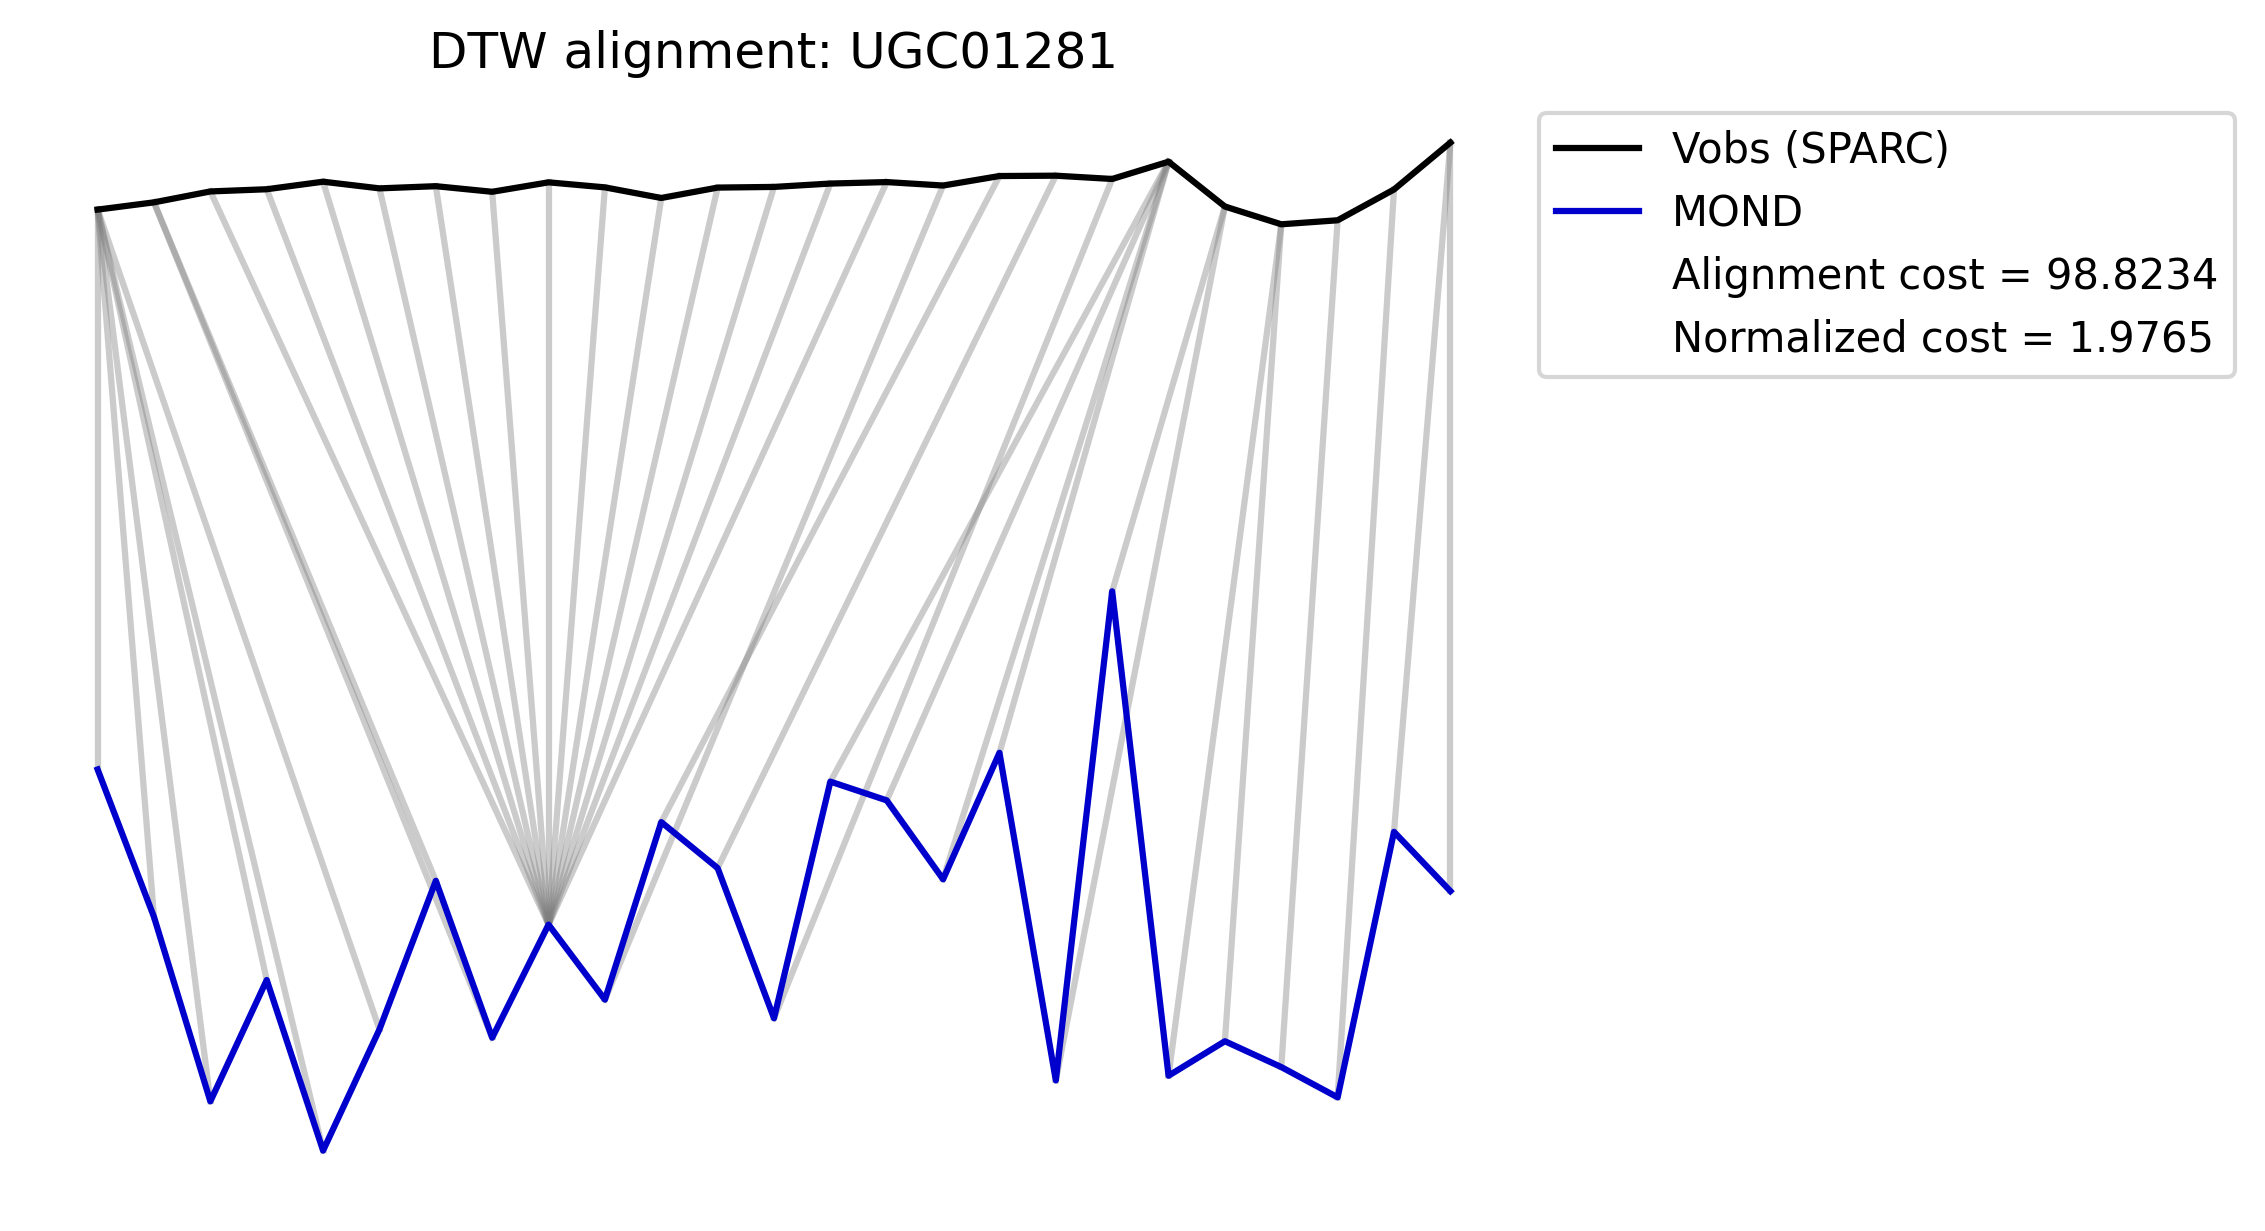 DTW alignment: UGC01281
Vobs (SPARC)
MOND
Alignment cost = 98.8234
Normalized cost = 1.9765